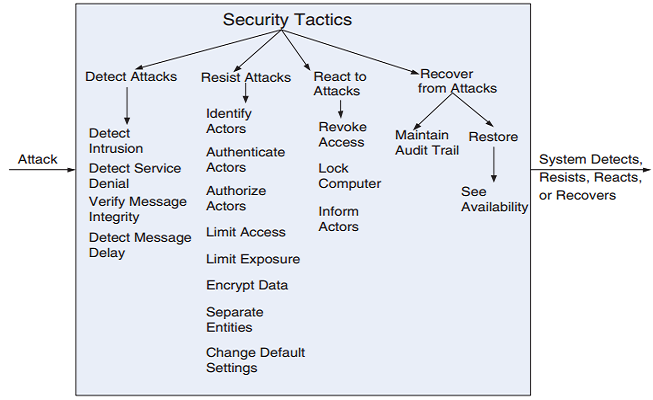 Security Tactics
Detect Attacks
Resist Attacks
React to
Attacks
Recover
from Attacks
Detect
Intrusion
Detect Service
Denial
Verify Message
Integrity
Detect Message
Delay
Identify
Actors
Authenticate
Actors
Authorize
Actors
Limit Access
Limit Exposure
Encrypt Data
Separate
Entities
Change Default
Settings
Revoke
Access
Lock
Computer
Inform
Actors
Maintain
Audit Trail
Restore
See
Availability
Attack
System Detects,
Resists, Reacts,
or Recovers